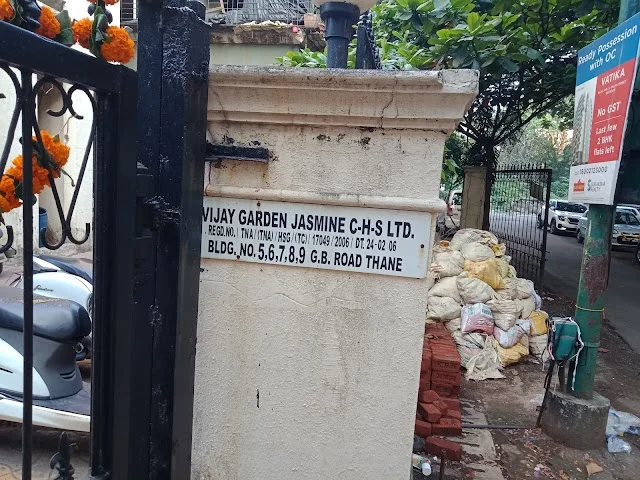 VIJAY GARDEN JASMINE C-H-S LTD.
REGD.NO. TNA / (TNA) / HSG / (TC) / 17049 / 2006 / DT. 24-02 06
BLDG. NO. 5,6,7,8,9 G.B. ROAD THANE
Ready Possession
with OC
VATIKA
No GST
Last few
2 BHK
flats left